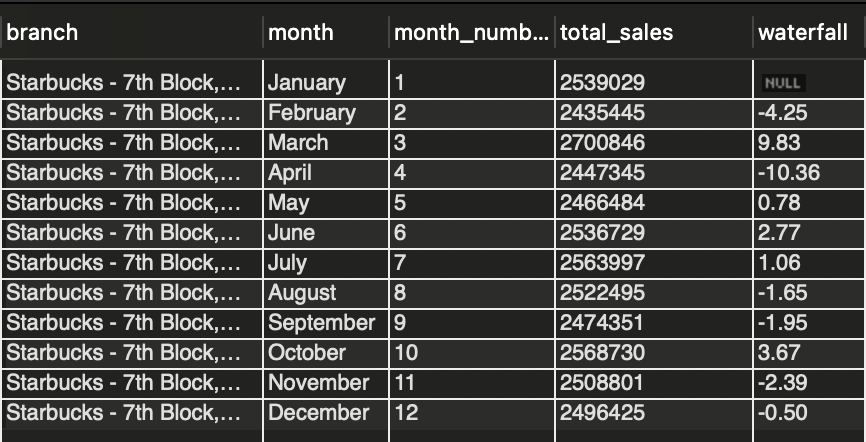 branch month month_numb... total_sales waterfall
Starbucks - 7th Block,... January 1 2539029 NULL
Starbucks - 7th Block,... February 2 2435445 -4.25
Starbucks - 7th Block,... March 3 2700846 9.83
Starbucks - 7th Block,... April 4 2447345 -10.36
Starbucks - 7th Block,... May 5 2466484 0.78
Starbucks - 7th Block,... June 6 2536729 2.77
Starbucks - 7th Block,... July 7 2563997 1.06
Starbucks - 7th Block,... August 8 2522495 -1.65
Starbucks - 7th Block,... September 9 2474351 -1.95
Starbucks - 7th Block,... October 10 2568730 3.67
Starbucks - 7th Block,... November 11 2508801 -2.39
Starbucks - 7th Block,... December 12 2496425 -0.50